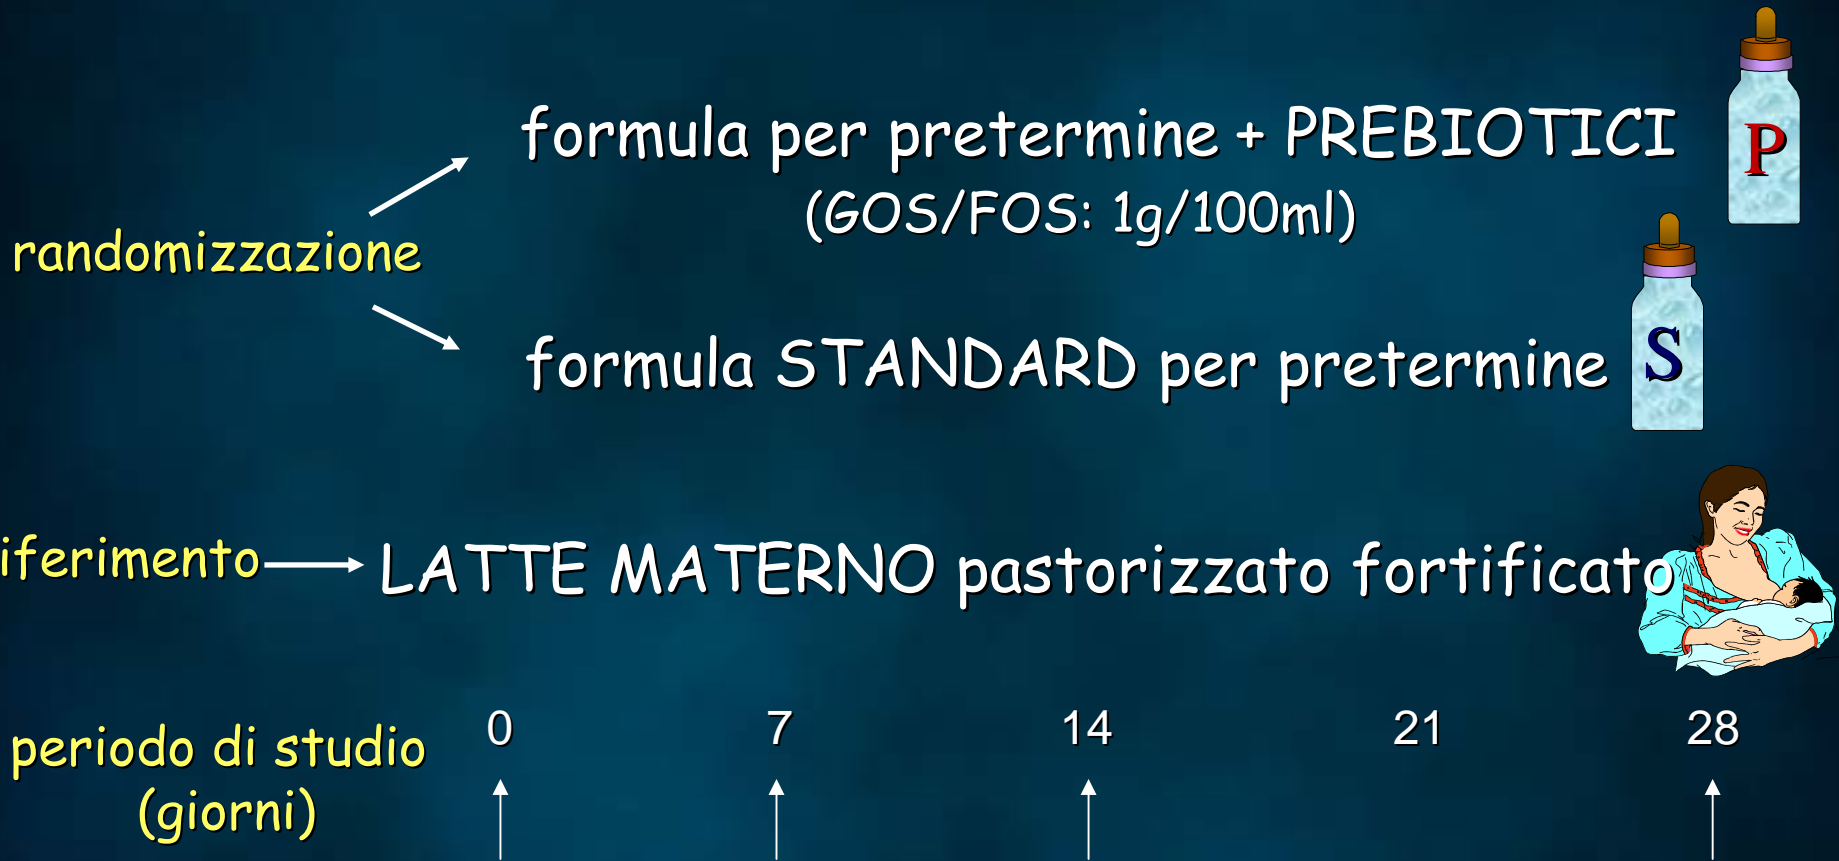 formula per pretermine + PREBIOTICI
P
(GOS/FOS: 1g/100ml)
randomizzazione
formula STANDARD per pretermine
S
iferimento
LATTE MATERNO pastorizzato fortificato
periodo di studio
(giorni)
0 7 14 21 28